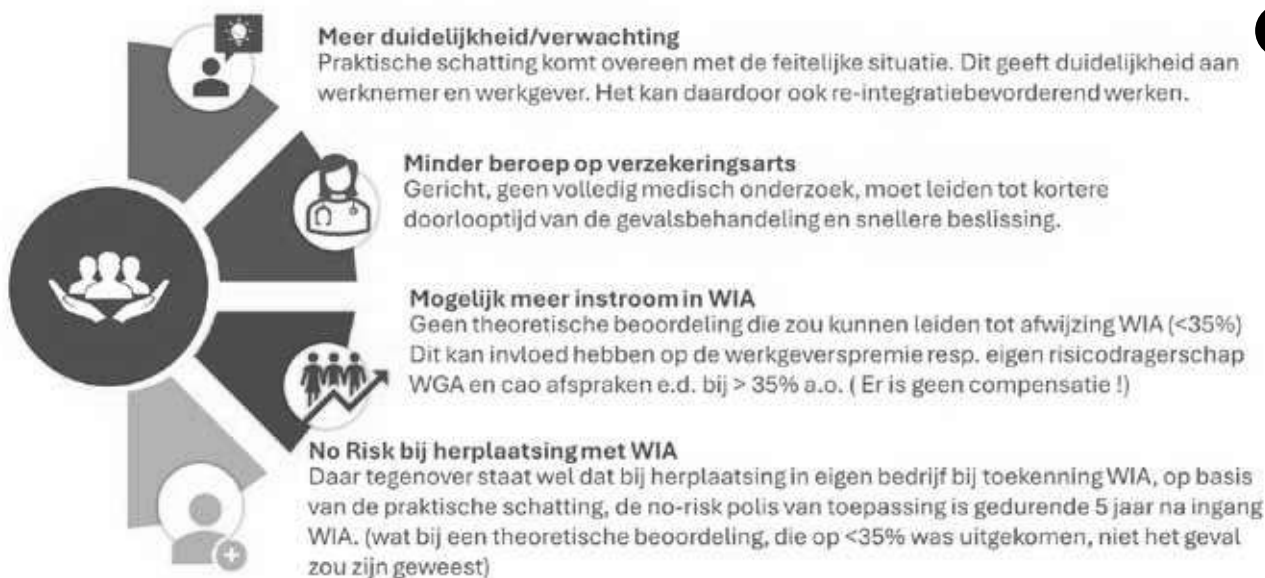 Meer duidelijkheid/verwachting
Praktische schatting komt overeen met de feitelijke situatie. Dit geeft duidelijkheid aan
werknemer en werkgever. Het kan daardoor ook re-integratiebevorderend werken.
Minder beroep op verzekeringsarts
Gericht, geen volledig medisch onderzoek, moet leiden tot kortere
doorlooptijd van de gevalsbehandeling en snellere beslissing.
Mogelijk meer instroom in WIA
Geen theoretische beoordeling die zou kunnen leiden tot afwijzing WIA (<35%)
Dit kan invloed hebben op de werkgeverspremie resp. eigen risicodragerschap
WGA en cao afspraken e.d. bij > 35% a.o. ( Er is geen compensatie !)
No Risk bij herplaatsing met WIA
Daar tegenover staat wel dat bij herplaatsing in eigen bedrijf bij toekenning WIA, op basis
van de praktische schatting, de no-risk polis van toepassing is gedurende 5 jaar na ingang
WIA. (wat bij een theoretische beoordeling, die op <35% was uitgekomen, niet het geval
zou zijn geweest)